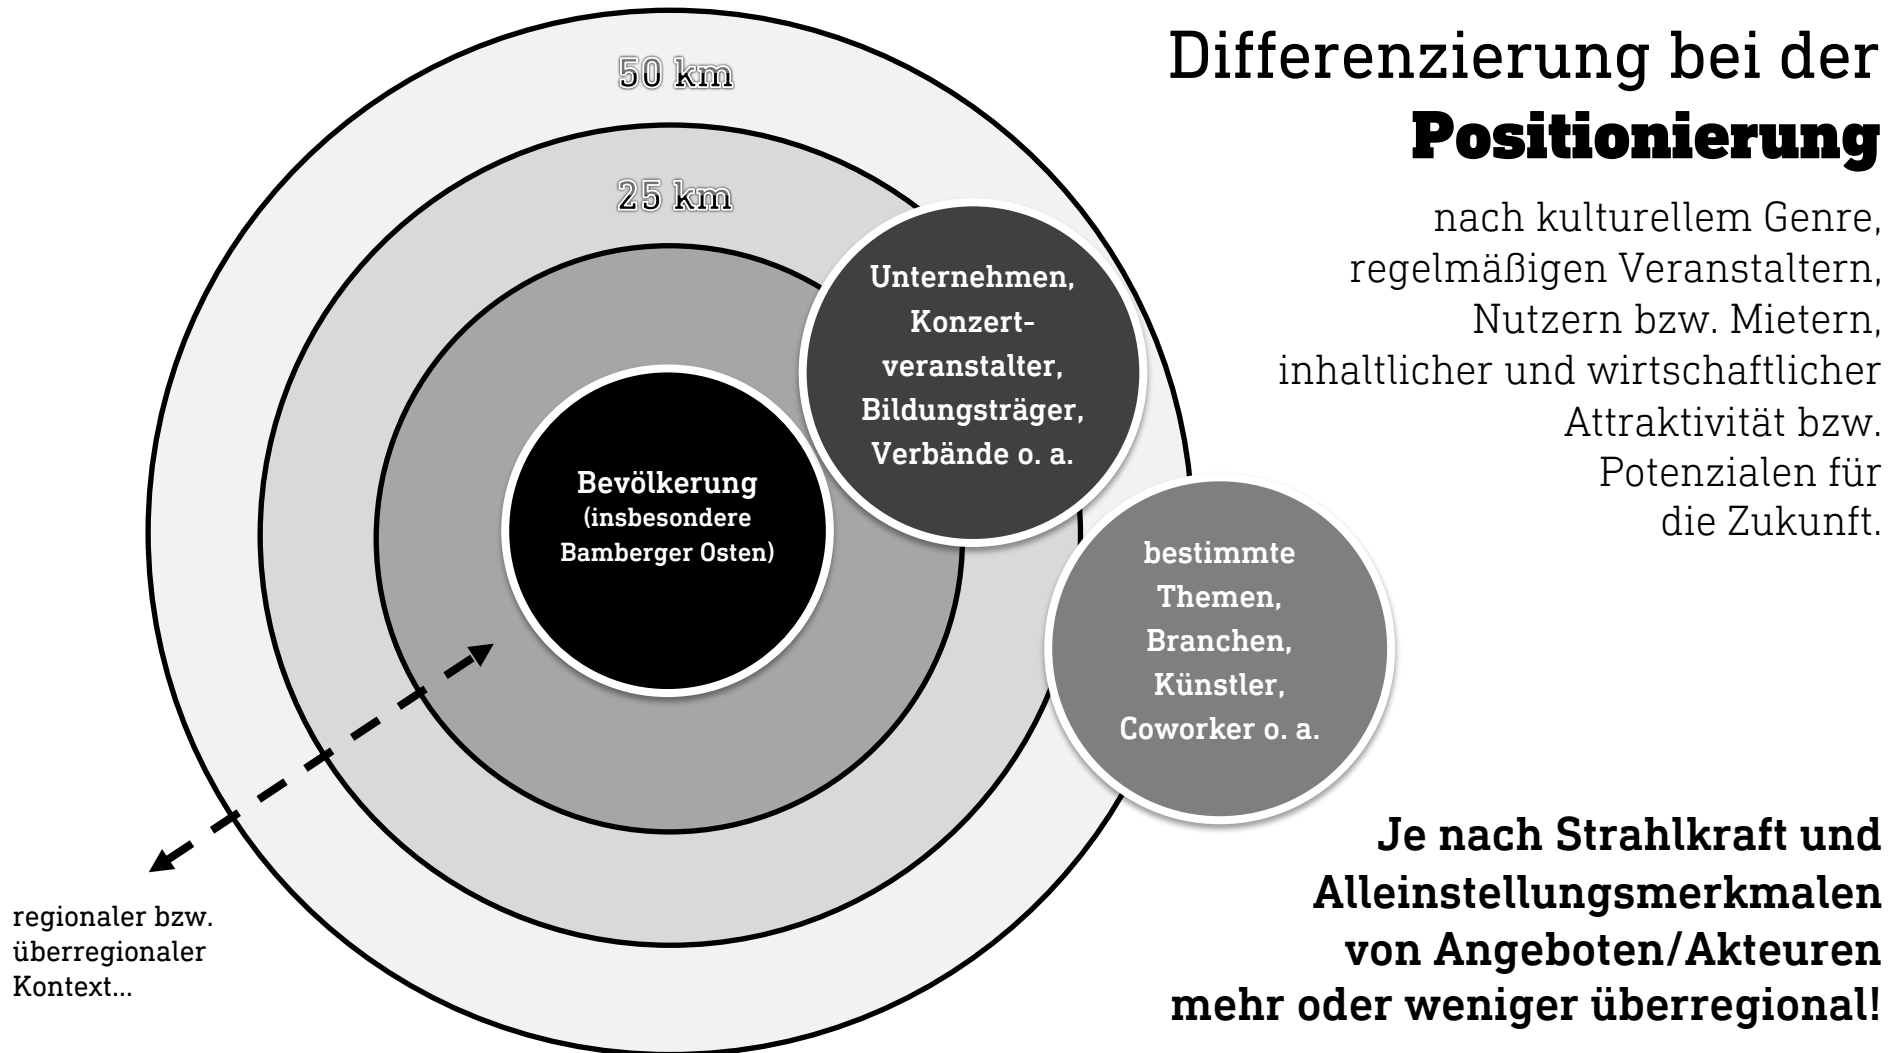 Differenzierung bei der
Positionierung
nach kulturellem Genre,
regelmäßigen Veranstaltern,
Nutzern bzw. Mietern,
inhaltlicher und wirtschaftlicher
Attraktivität bzw.
Potenzialen für
die Zukunft.
50 km
25 km
Unternehmen,
Konzert-
veranstalter,
Bildungsträger,
Verbände o. a.
Bevölkerung
(insbesondere
Bamberger Osten)
bestimmte
Themen,
Branchen,
Künstler,
Coworker o. a.
regionaler bzw.
überregionaler
Kontext...
Je nach Strahlkraft und
Alleinstellungsmerkmalen
von Angeboten/Akteuren
mehr oder weniger überregional!